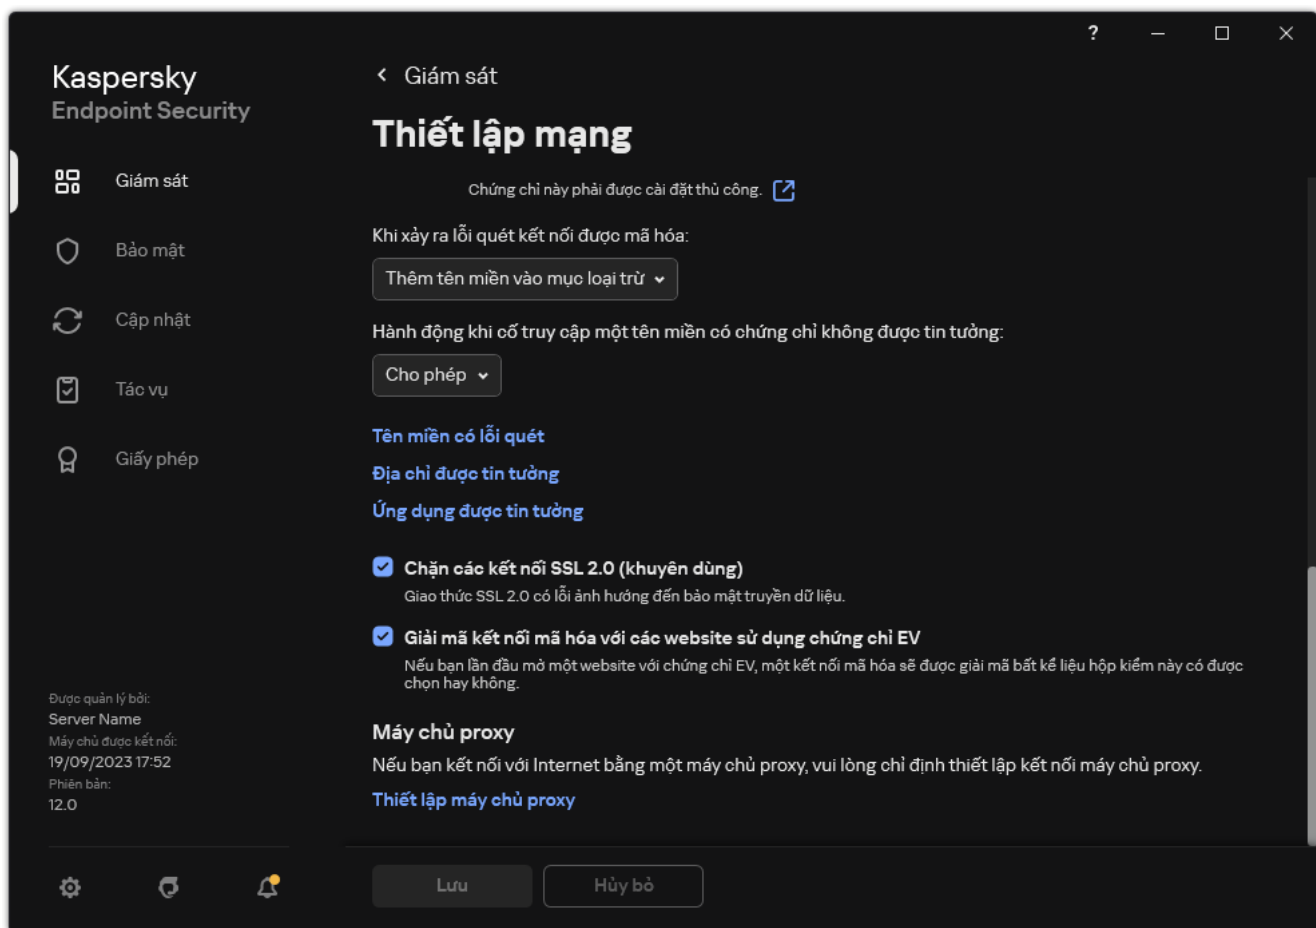 ?
Kaspersky
Endpoint Security
Giám sát
Bảo mật
Cập nhật
Tác vụ
Giấy phép
Được quản lý bởi:
Server Name
Máy chủ được kết nối:
19/09/2023 17:52
Phiên bản:
12.0
Giám sát
Thiết lập mạng
Chứng chỉ này phải được cài đặt thủ công.
Khi xảy ra lỗi quét kết nối được mã hóa:
Thêm tên miền vào mục loại trừ
Hành động khi cố truy cập một tên miền có chứng chỉ không được tin tưởng:
Cho phép
Tên miền có lỗi quét
Địa chỉ được tin tưởng
Ứng dụng được tin tưởng
Chặn các kết nối SSL 2.0 (khuyên dùng)
Giao thức SSL 2.0 có lỗi ảnh hướng đến bảo mật truyền dữ liệu.
Giải mã kết nối mã hóa với các website sử dụng chứng chỉ EV
Nếu bạn lần đầu mở một website với chứng chỉ EV, một kết nối mã hóa sẽ được giải mã bất kể liệu hộp kiểm này có được
chọn hay không.
Máy chủ proxy
Nếu bạn kết nối với Internet bằng một máy chủ proxy, vui lòng chỉ định thiết lập kết nối máy chủ proxy.
Thiết lập máy chủ proxy
Lưu
Hủy bỏ